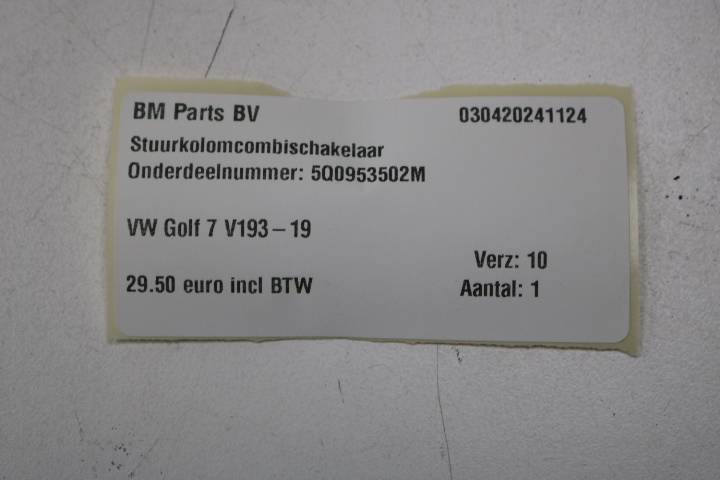 BM Parts BV 030420241124
Stuurkolomcombischakelaar
Onderdeelnummer: 5Q0953502M
VW Golf 7 V193-19
Verz: 10
29.50 euro incl BTW Aantal: 1